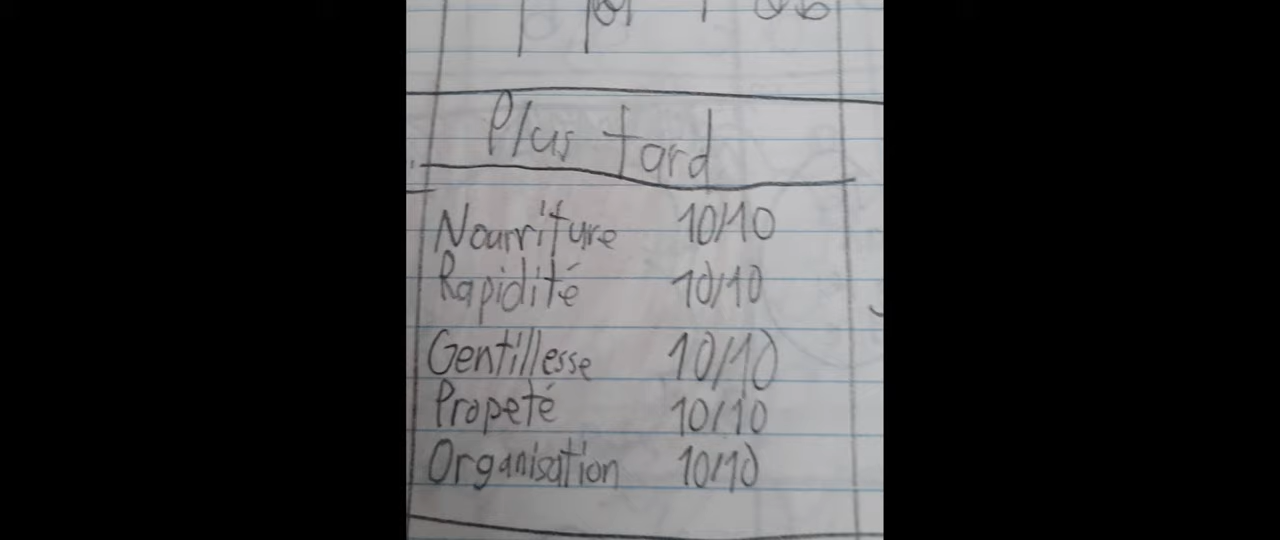 Plus tard
Nourriture 10/10
Rapidité 10/10
Gentillesse 10/10
Propeté 10/10
Organisation 10/10